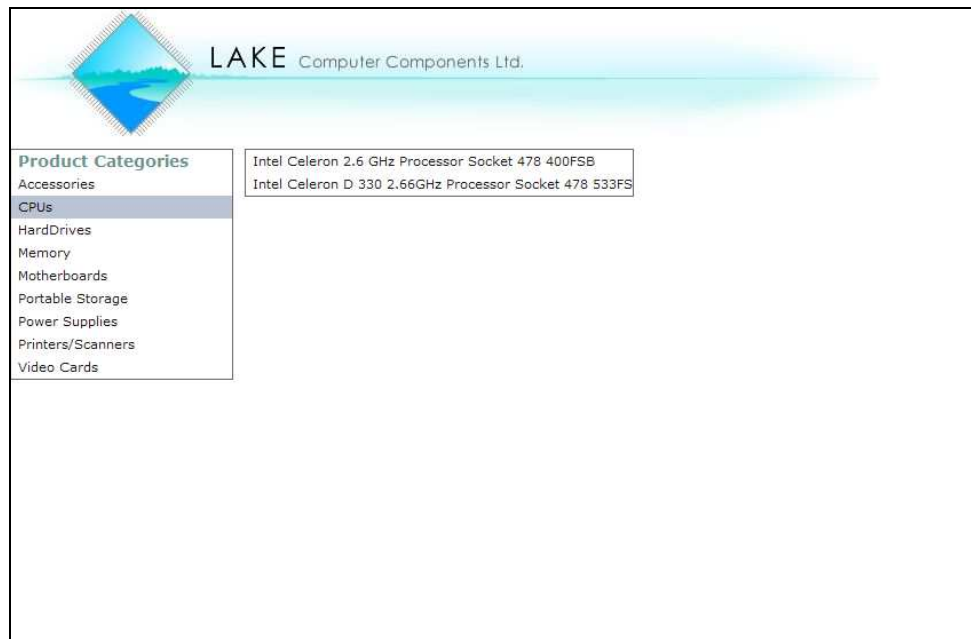 LAKE Computer Components Ltd.
Product Categories
Accessories
CPUs
HardDrives
Memory
Motherboards
Portable Storage
Power Supplies
Printers/Scanners
Video Cards
Intel Celeron 2.6 GHz Processor Socket 478 400FSB
Intel Celeron D 330 2.66GHz Processor Socket 478 533FS